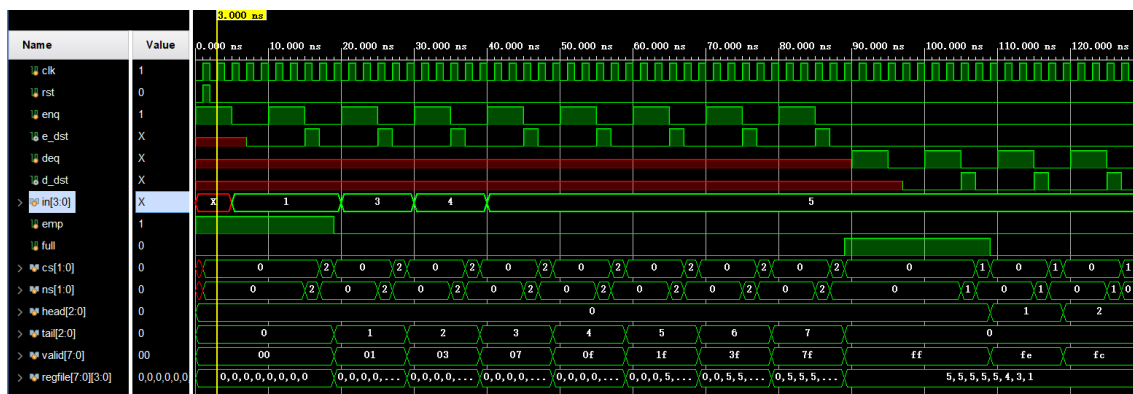 3.000 ns
Name Value 0.000 ns 10.000 ns 20.000 ns 30.000 ns 40.000 ns 50.000 ns 60.000 ns 70.000 ns 80.000 ns 90.000 ns 100.000 ns 110.000 ns 120.000 ns
clk 1
rst 0
enq 1
e_dst X
deq X
d_dst X
in[3:0] X X 1 3 4 5
emp 1
full 0
cs[1:0] 0 0 2 0 2 0 2 0 2 0 2 0 2 0 2 0 2 0 1 0 1 0 1
ns[1:0] 0 0 2 0 2 0 2 0 2 0 2 0 2 0 2 0 2 0 1 0 1 0 1 0
head[2:0] 0 0 1 2
tail[2:0] 0 0 1 2 3 4 5 6 7 0
valid[7:0] 00 00 01 03 07 0f 1f 3f 7f ff fe fc
regfile[7:0][3:0] 0,0,0,0,0,0, 0,0,0,0,0,0,0,0 0,0,0,0,... 0,0,0,0,... 0,0,0,0,... 0,0,0,0,... 0,0,0,5,... 0,0,5,5,... 0,5,5,5,... 5,5,5,5,5,4,3,1